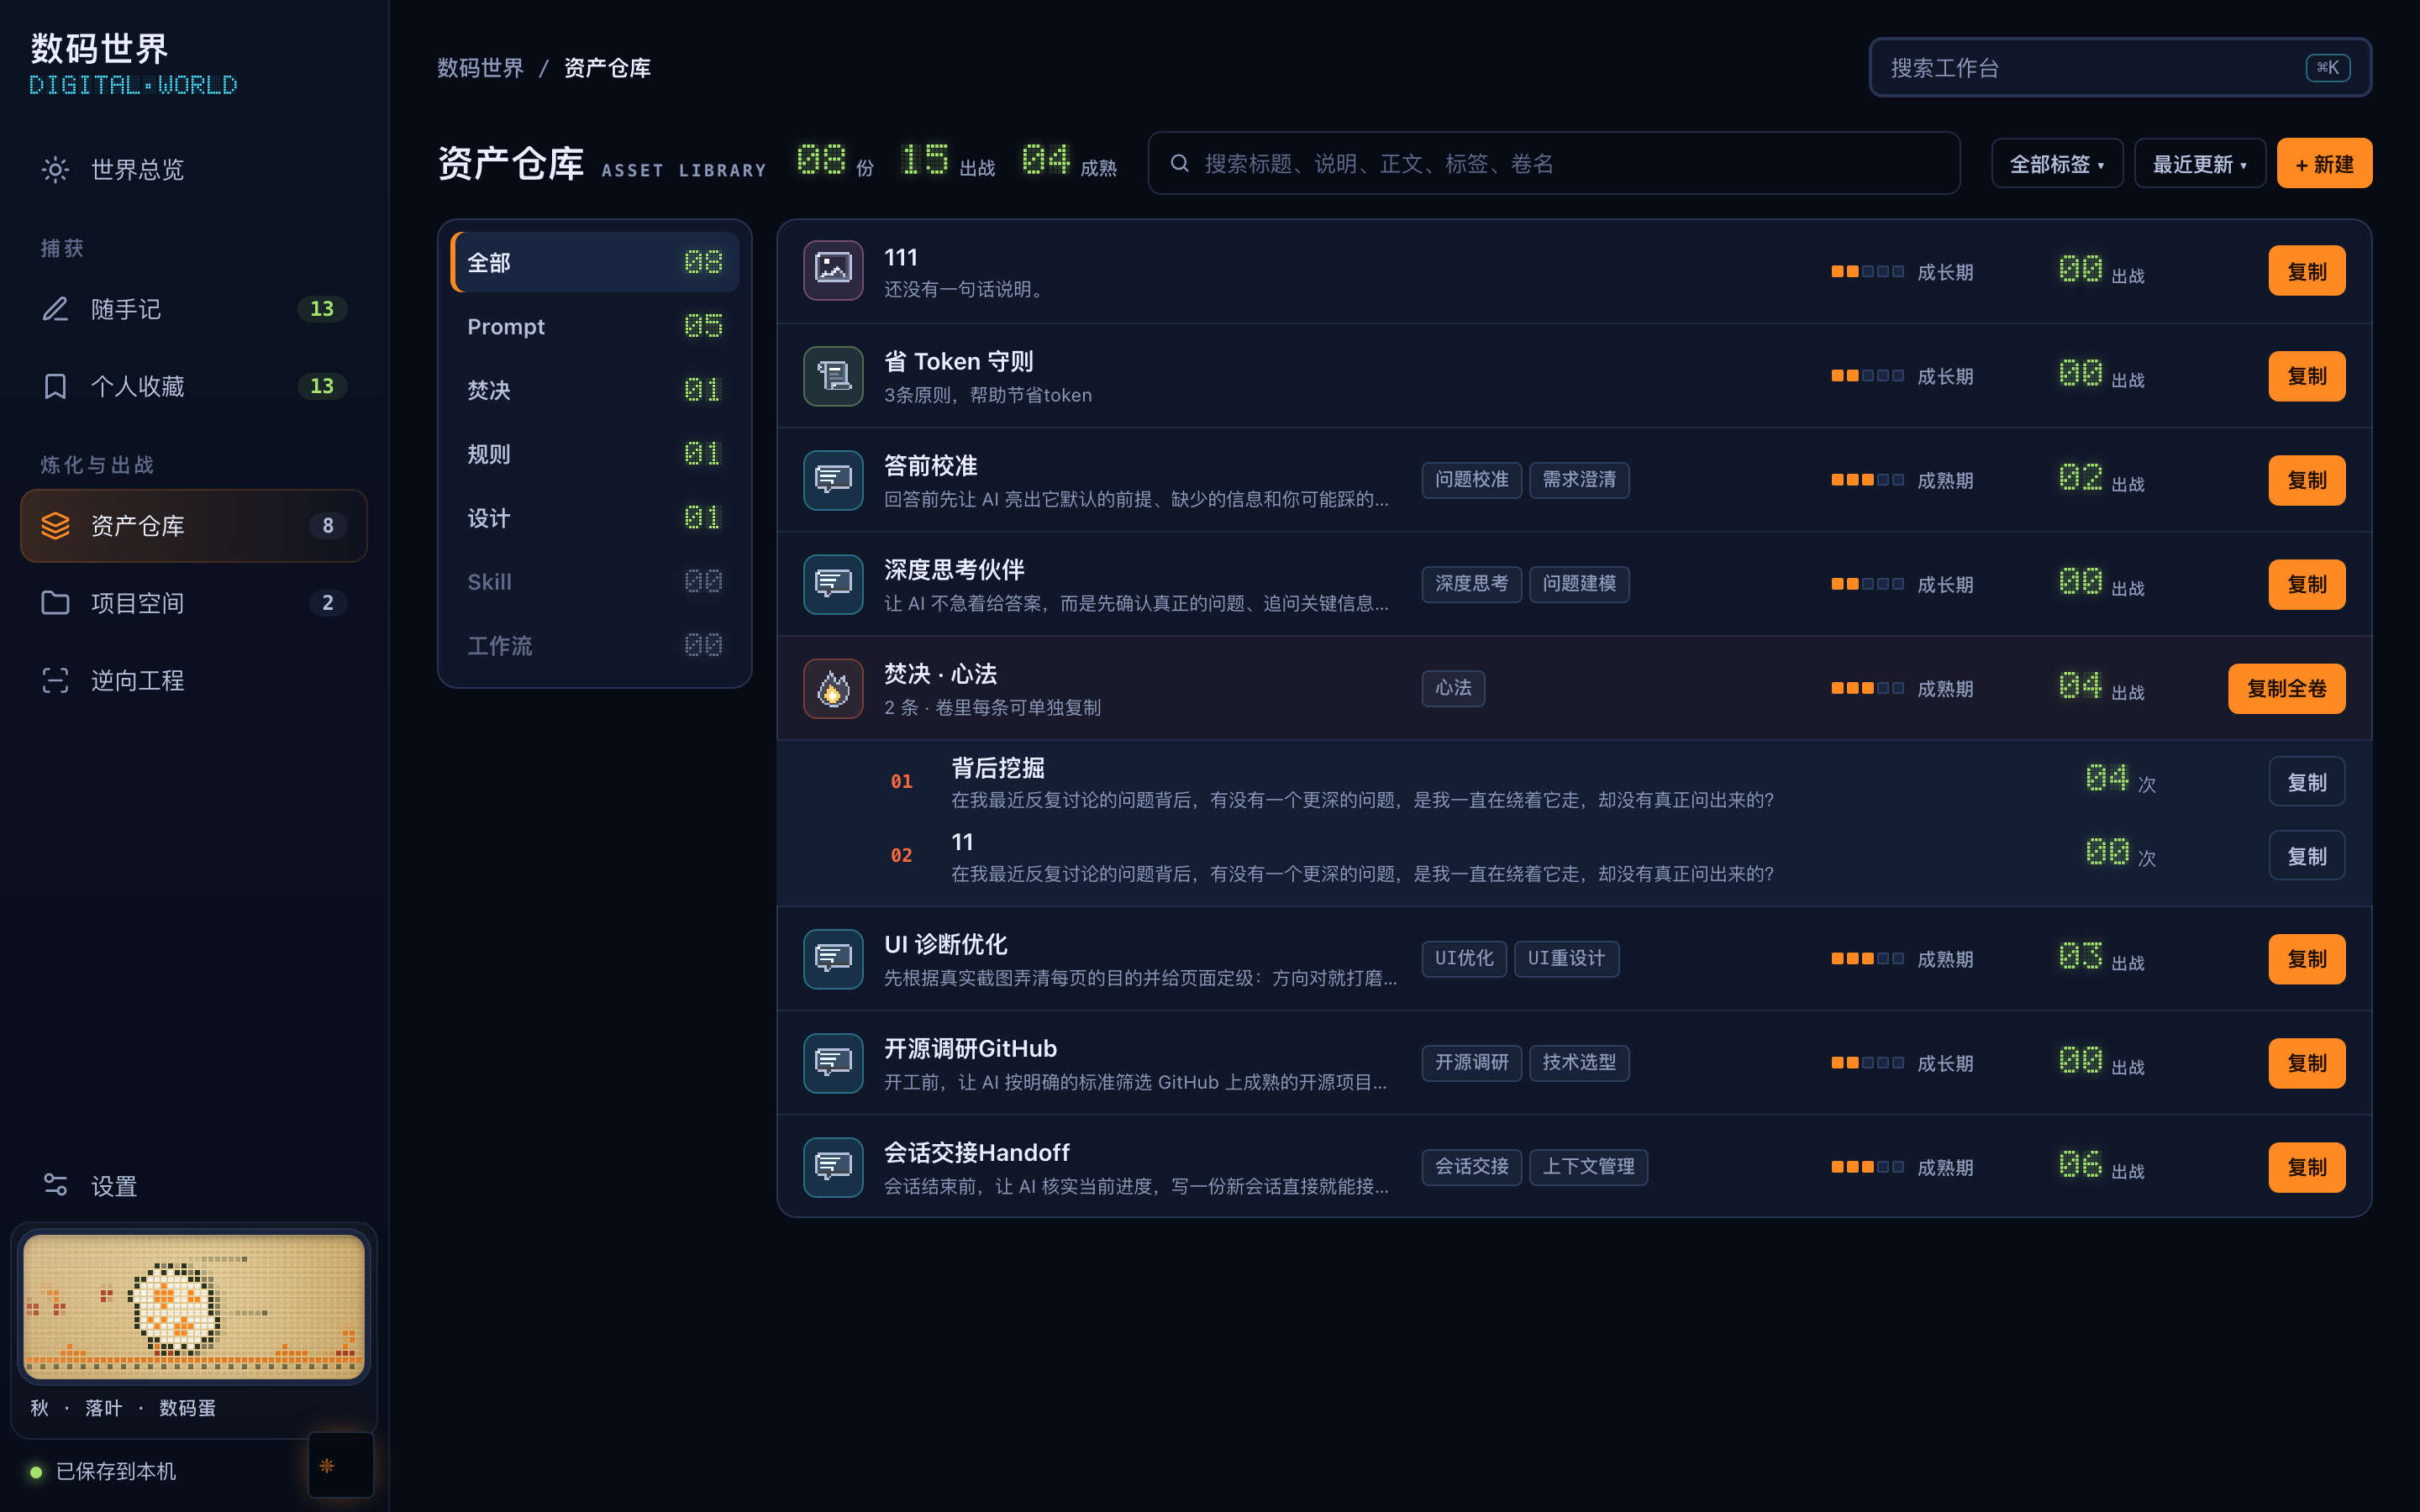 数码世界
DIGITAL·WORLD
世界总览
捕获
随手记 13
个人收藏 13
炼化与出战
资产仓库 8
项目空间 2
逆向工程
设置
秋 · 落叶 · 数码蛋
已保存到本机
数码世界 / 资产仓库
搜索工作台 ⌘K
资产仓库 ASSET LIBRARY 08 份 15 出战 04 成熟
搜索标题、说明、正文、标签、卷名
全部标签 ▾ 最近更新 ▾ + 新建
全部 08
Prompt 05
焚决 01
规则 01
设计 01
Skill 00
工作流 00
111
还没有一句话说明。
成长期 00 出战 复制
省 Token 守则
3条原则，帮助节省token
成长期 00 出战 复制
答前校准
回答前先让 AI 亮出它默认的前提、缺少的信息和你可能踩的…
问题校准 需求澄清 成熟期 02 出战 复制
深度思考伙伴
让 AI 不急着给答案，而是先确认真正的问题、追问关键信息…
深度思考 问题建模 成长期 00 出战 复制
焚决 · 心法
2 条 · 卷里每条可单独复制
心法 成熟期 04 出战 复制全卷
01 背后挖掘
在我最近反复讨论的问题背后，有没有一个更深的问题，是我一直在绕着它走，却没有真正问出来的?
04 次 复制
02 11
在我最近反复讨论的问题背后，有没有一个更深的问题，是我一直在绕着它走，却没有真正问出来的?
00 次 复制
UI 诊断优化
先根据真实截图弄清每页的目的并给页面定级：方向对就打磨…
UI优化 UI重设计 成熟期 03 出战 复制
开源调研GitHub
开工前，让 AI 按明确的标准筛选 GitHub 上成熟的开源项目…
开源调研 技术选型 成长期 00 出战 复制
会话交接Handoff
会话结束前，让 AI 核实当前进度，写一份新会话直接就能接…
会话交接 上下文管理 成熟期 06 出战 复制